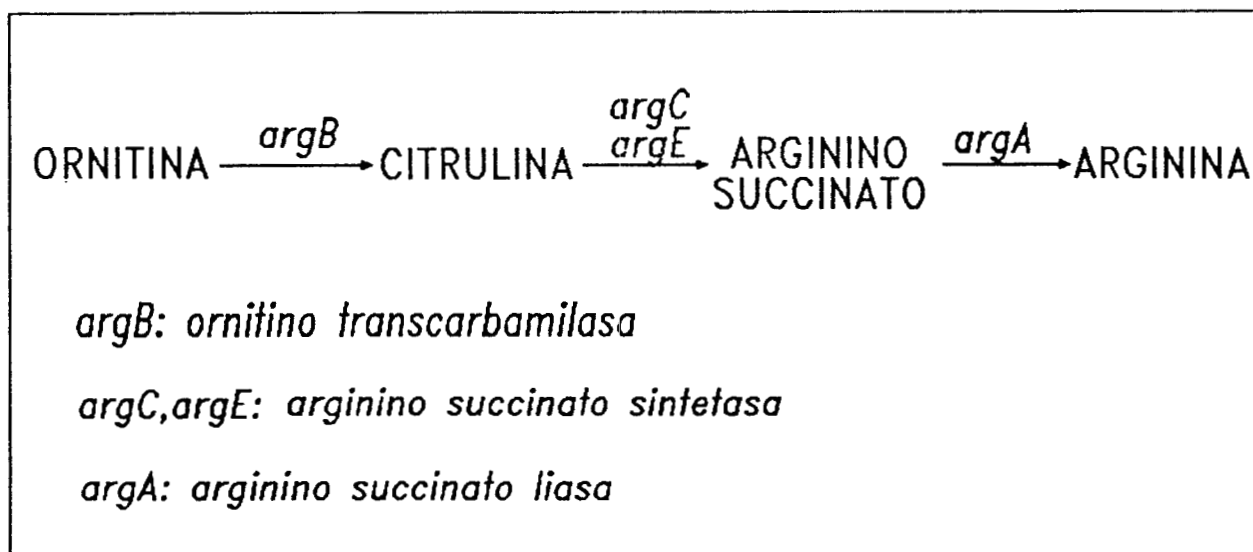 argC
argB argE argA
ORNITINA CITRULINA ARGININO ARGININA
SUCCINATO
argB: ornitino transcarbamilasa
argC,argE: arginino succinato sintetasa
argA: arginino succinato liasa